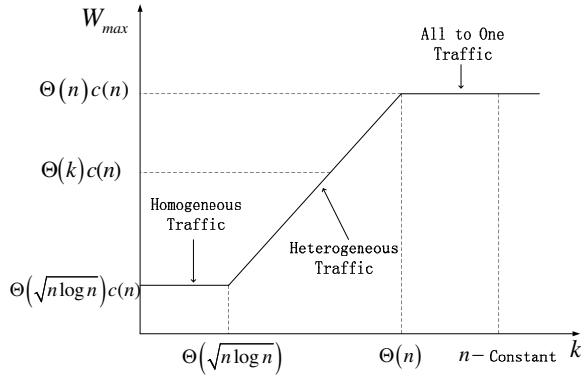 W_max
All to One
Traffic
Θ(n)c(n)
Θ(k)c(n)
Homogeneous
Traffic
Heterogeneous
Traffic
Θ(√n log n)c(n)
Θ(√n log n)
Θ(n)
n− Constant
k